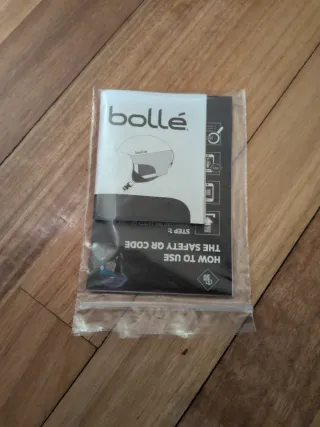 bollé
HOW TO USE
THE SAFETY QR CODE
STEP 1: